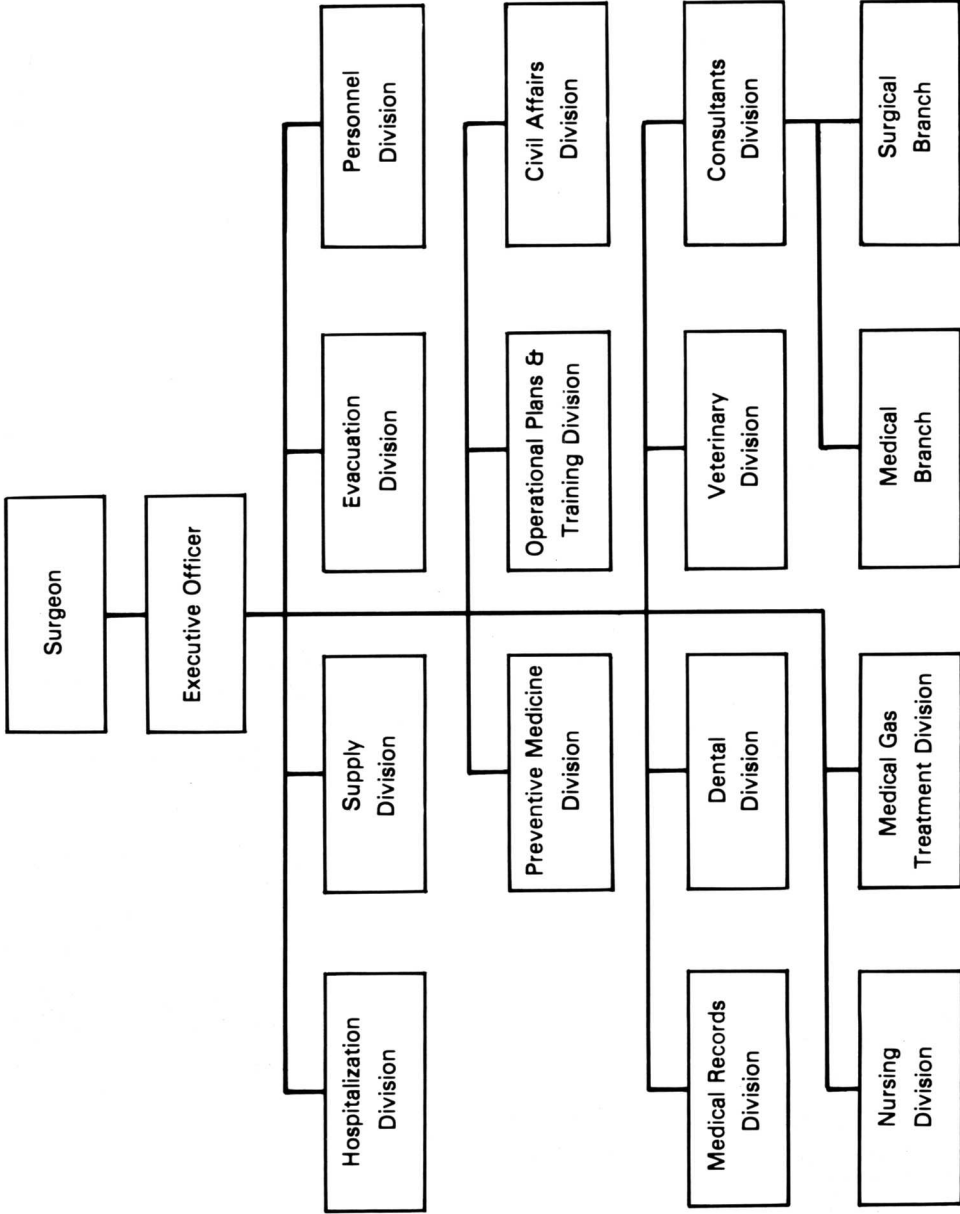 Surgeon
Executive Officer
Hospitalization
Division
Supply
Division
Evacuation
Division
Personnel
Division
Preventive Medicine
Division
Operational Plans &
Training Division
Civil Affairs
Division
Medical Records
Division
Dental
Division
Veterinary
Division
Consultants
Division
Nursing
Division
Medical Gas
Treatment Division
Medical
Branch
Surgical
Branch